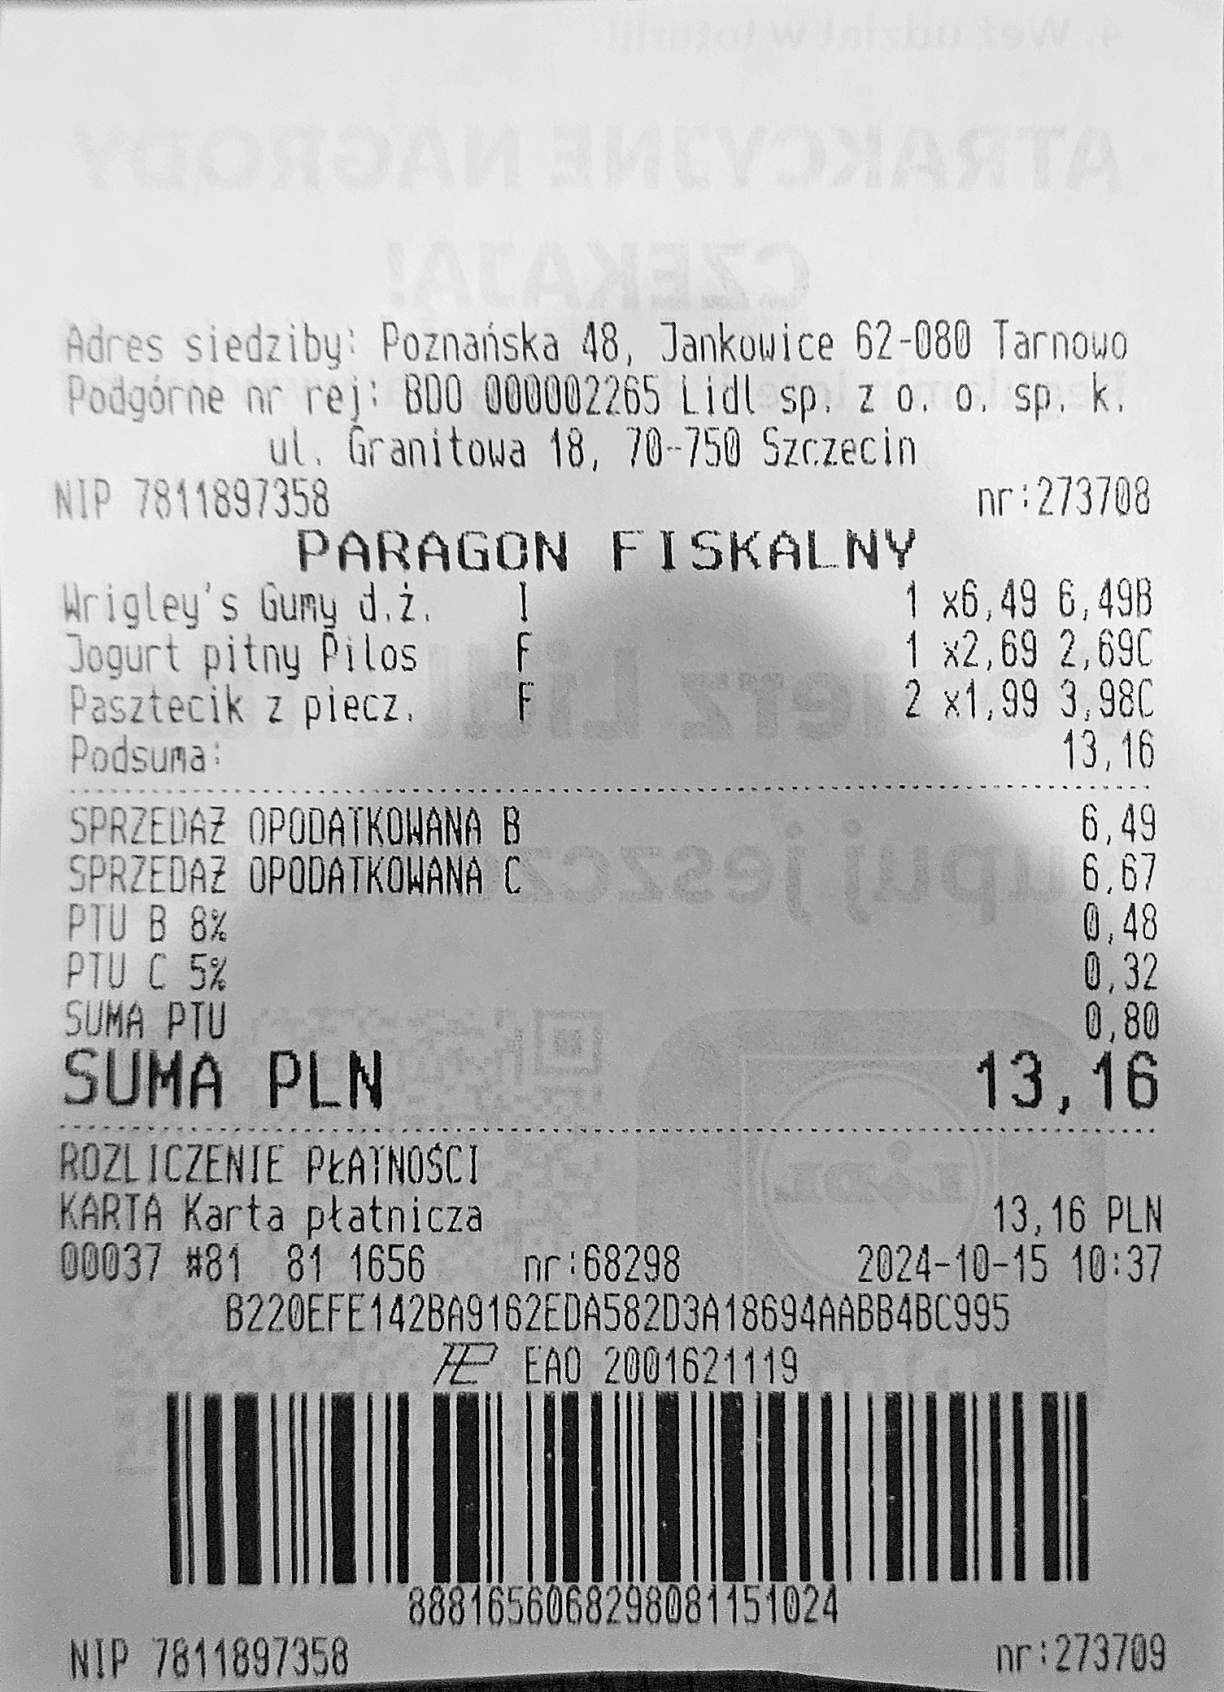 Adres siedziby: Poznańska 48, Jankowice 62-080 Tarnowo
Podgórne nr rej: BDO 000002265 Lidl sp. z o. o. sp. k.
ul. Granitowa 18, 70-750 Szczecin
NIP 7811897358 nr:273708
PARAGON FISKALNY
Wrigley's Gumy d.ż. I 1 x6,49 6,49B
Jogurt pitny Pilos F 1 x2,69 2,69C
Pasztecik z piecz. F 2 x1,99 3,98C
Podsuma: 13,16
SPRZEDAŻ OPODATKOWANA B 6,49
SPRZEDAŻ OPODATKOWANA C 6,67
PTU B 8% 0,48
PTU C 5% 0,32
SUMA PTU 0,80
SUMA PLN 13,16
ROZLICZENIE PŁATNOŚCI
KARTA Karta płatnicza 13,16 PLN
00037 #81 81 1656 nr:68298 2024-10-15 10:37
B220EFE142BA9162EDA582D3A18694AABB4BC995
EAO 2001621119
8881656068298081151024
NIP 7811897358 nr:273709